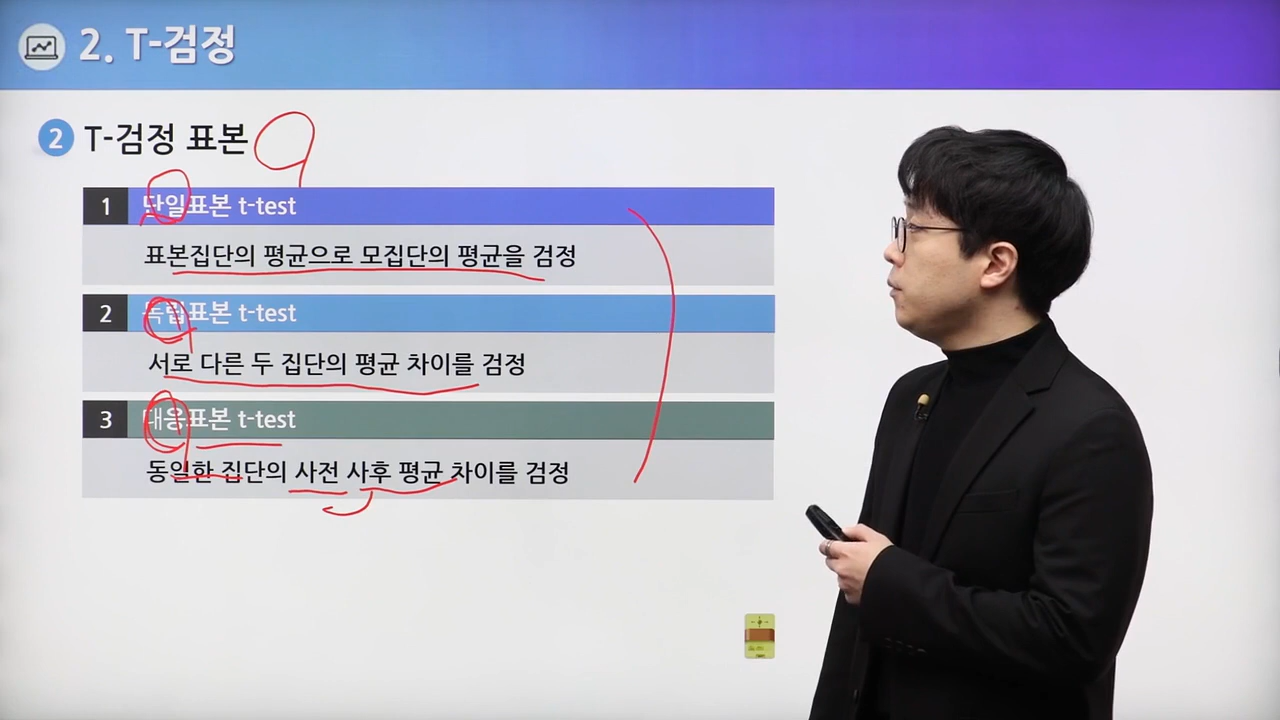 2. T-검정
2 T-검정 표본
1 단일표본 t-test
표본집단의 평균으로 모집단의 평균을 검정
2 독립표본 t-test
서로 다른 두 집단의 평균 차이를 검정
3 대응표본 t-test
동일한 집단의 사전 사후 평균 차이를 검정